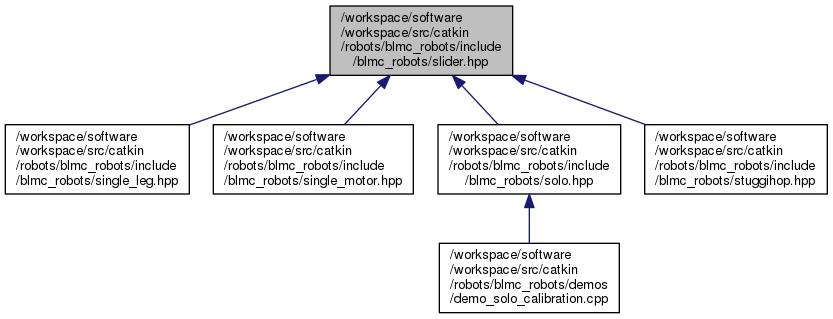 /workspace/software
/workspace/src/catkin
/robots/blmc_robots/include
/blmc_robots/slider.hpp
/workspace/software
/workspace/src/catkin
/robots/blmc_robots/include
/blmc_robots/single_leg.hpp
/workspace/software
/workspace/src/catkin
/robots/blmc_robots/include
/blmc_robots/single_motor.hpp
/workspace/software
/workspace/src/catkin
/robots/blmc_robots/include
/blmc_robots/solo.hpp
/workspace/software
/workspace/src/catkin
/robots/blmc_robots/include
/blmc_robots/stuggihop.hpp
/workspace/software
/workspace/src/catkin
/robots/blmc_robots/demos
/demo_solo_calibration.cpp